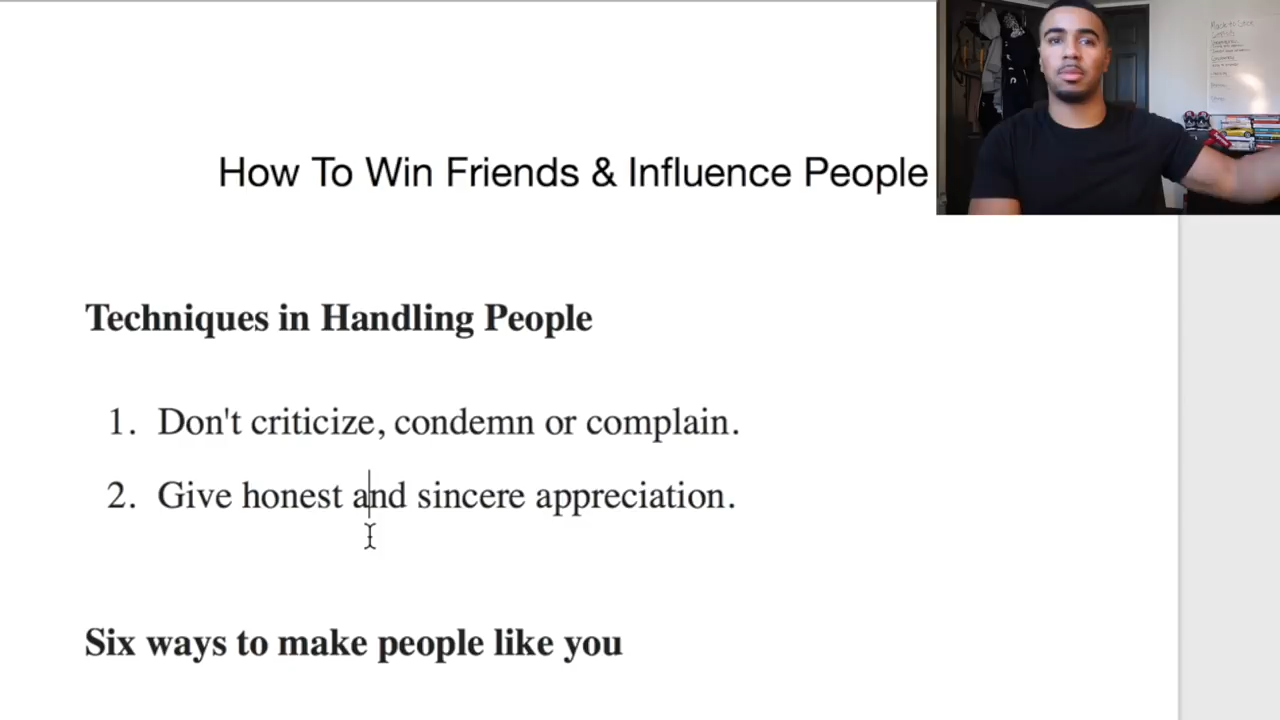 How To Win Friends & Influence People
Techniques in Handling People
1. Don't criticize, condemn or complain.
2. Give honest and sincere appreciation.
Six ways to make people like you